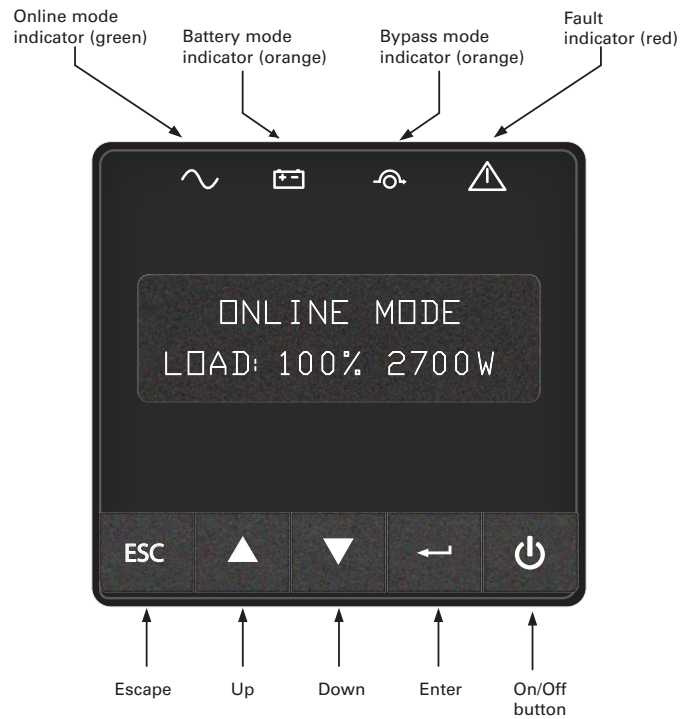 Online mode
indicator (green)
Battery mode
indicator (orange)
Bypass mode
indicator (orange)
Fault
indicator (red)
ONLINE MODE
LOAD: 100% 2700W
ESC
Escape
Up
Down
Enter
On/Off
button